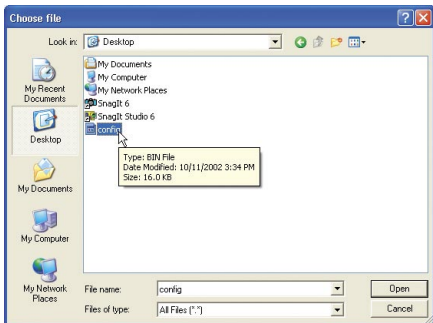 Choose file
Look in:
Desktop
My Recent
Documents
Desktop
My Documents
My Computer
My Network
Places
My Documents
My Computer
My Network Places
SnagIt 6
SnagIt Studio 6
config
Type: BIN File
Date Modified: 10/11/2002 3:34 PM
Size: 16.0 KB
File name:
config
Open
Files of type:
All Files (*.*)
Cancel